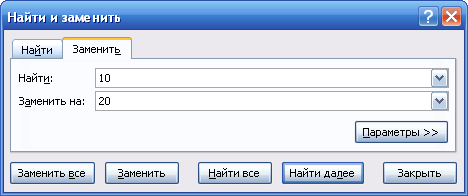 Найти и заменить
Найти Заменить
Найти: 10
Заменить на: 20
Параметры >>
Заменить все Заменить Найти все Найти далее Закрыть